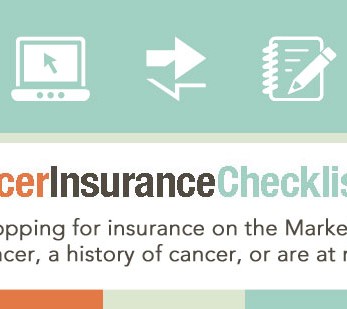 cerInsuranceChecklis
opping for insurance on the Marke
ncer, a history of cancer, or are at r